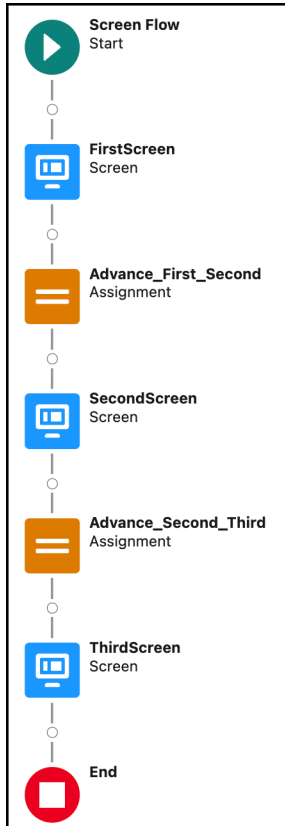 Screen Flow
Start
FirstScreen
Screen
Advance_First_Second
Assignment
SecondScreen
Screen
Advance_Second_Third
Assignment
ThirdScreen
Screen
End